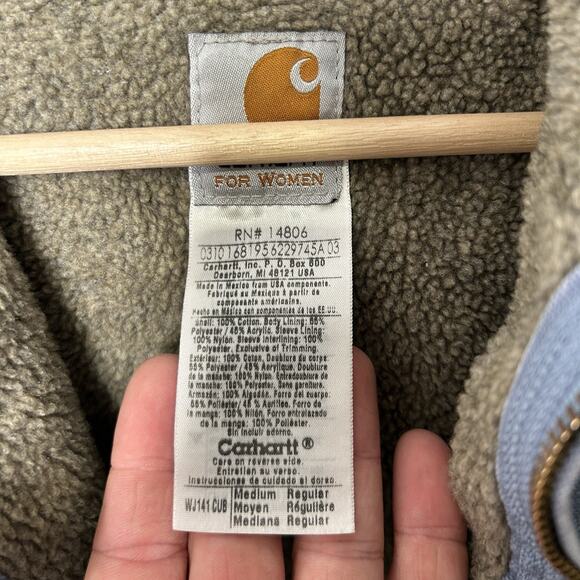 FOR WOMEN
RN# 14806
Carhartt, Inc. P. O. Box 600
Dearborn, MI 48121 USA
Made in Mexico from USA components.
Fabriqué au Mexique à partir de
composants américains.
Hecho en México con componentes de los EE UU.
Shell: 100% Cotton. Body Lining: 55%
Polyester / 45% Acrylic. Sleeve Lining:
100% Nylon. Sleeve Interlining: 100%
Polyester. Exclusive of Trimming.
Extérieur: 100% Coton. Doublure du corps:
55% Polyester / 45% Acrylique. Doublure
de la manche: 100% Nylon. Entredoublure
de la manche: 100% Polyester. Sans garniture.
Armazón: 100% Algodón. Forro del cuerpo:
55% Poliéster/ 45 % Acrílico. Forro de
la manga: 100% Nilón. Forro entretelado
de la manga: 100% Poliéster.
Sin incluir adorno.
Carhartt®
Care on reverse side.
Entretien au verso.
Instrucciones de cuidado al dorso.
WJ141 CUB
Medium Regular
Moyen Régulière
Mediana Regular